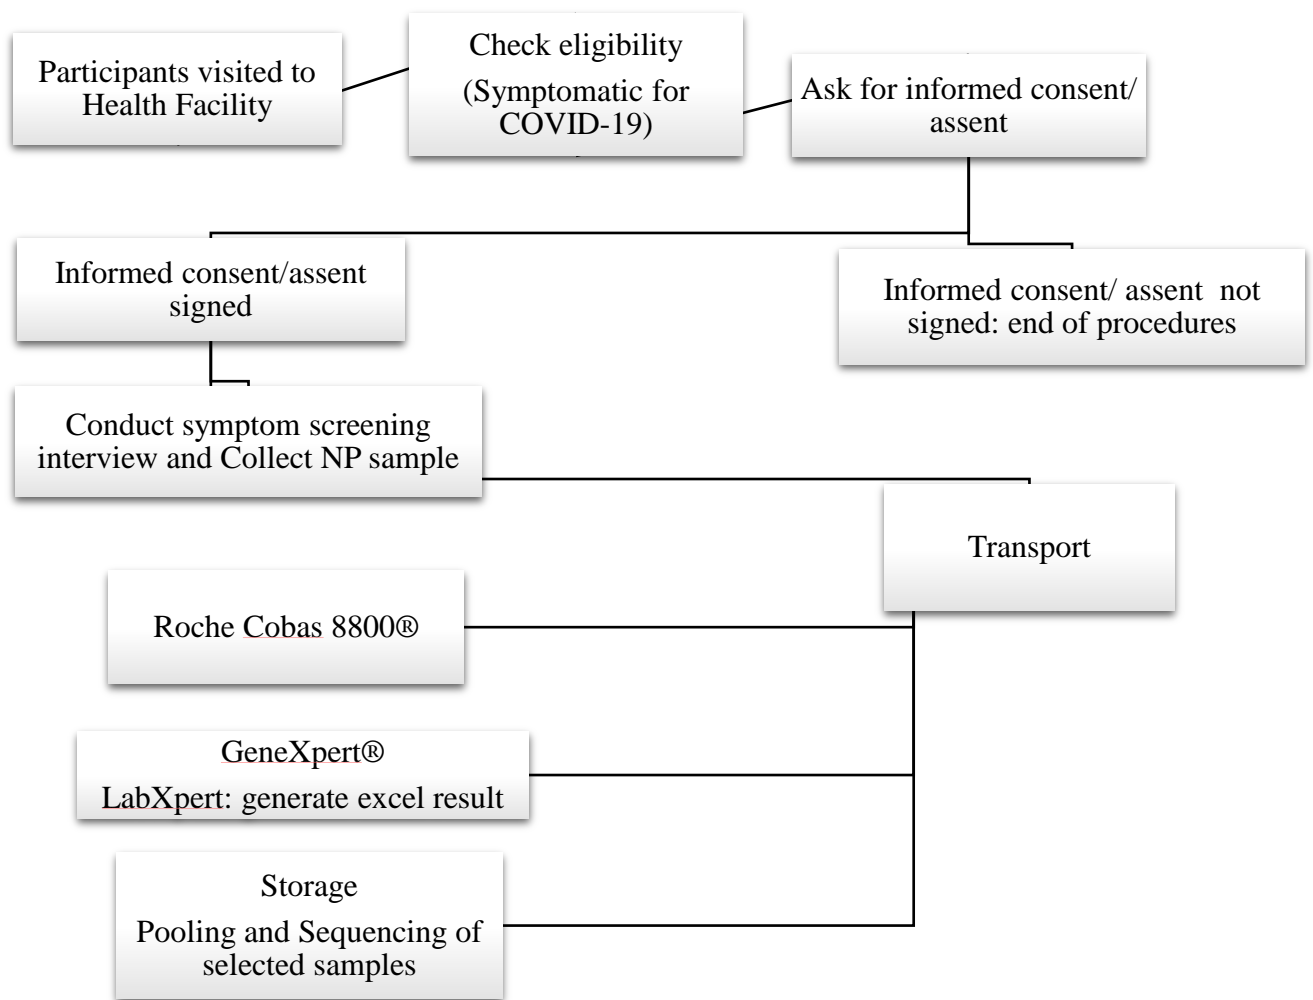 Participants visited to
Health Facility
Check eligibility
(Symptomatic for
COVID-19)
Ask for informed consent/
assent
Informed consent/assent
signed
Informed consent/ assent  not
signed: end of procedures
Conduct symptom screening
interview and Collect NP sample
Transport
Roche Cobas 8800®
GeneXpert®
LabXpert: generate excel result
Storage
Pooling and Sequencing of
selected samples